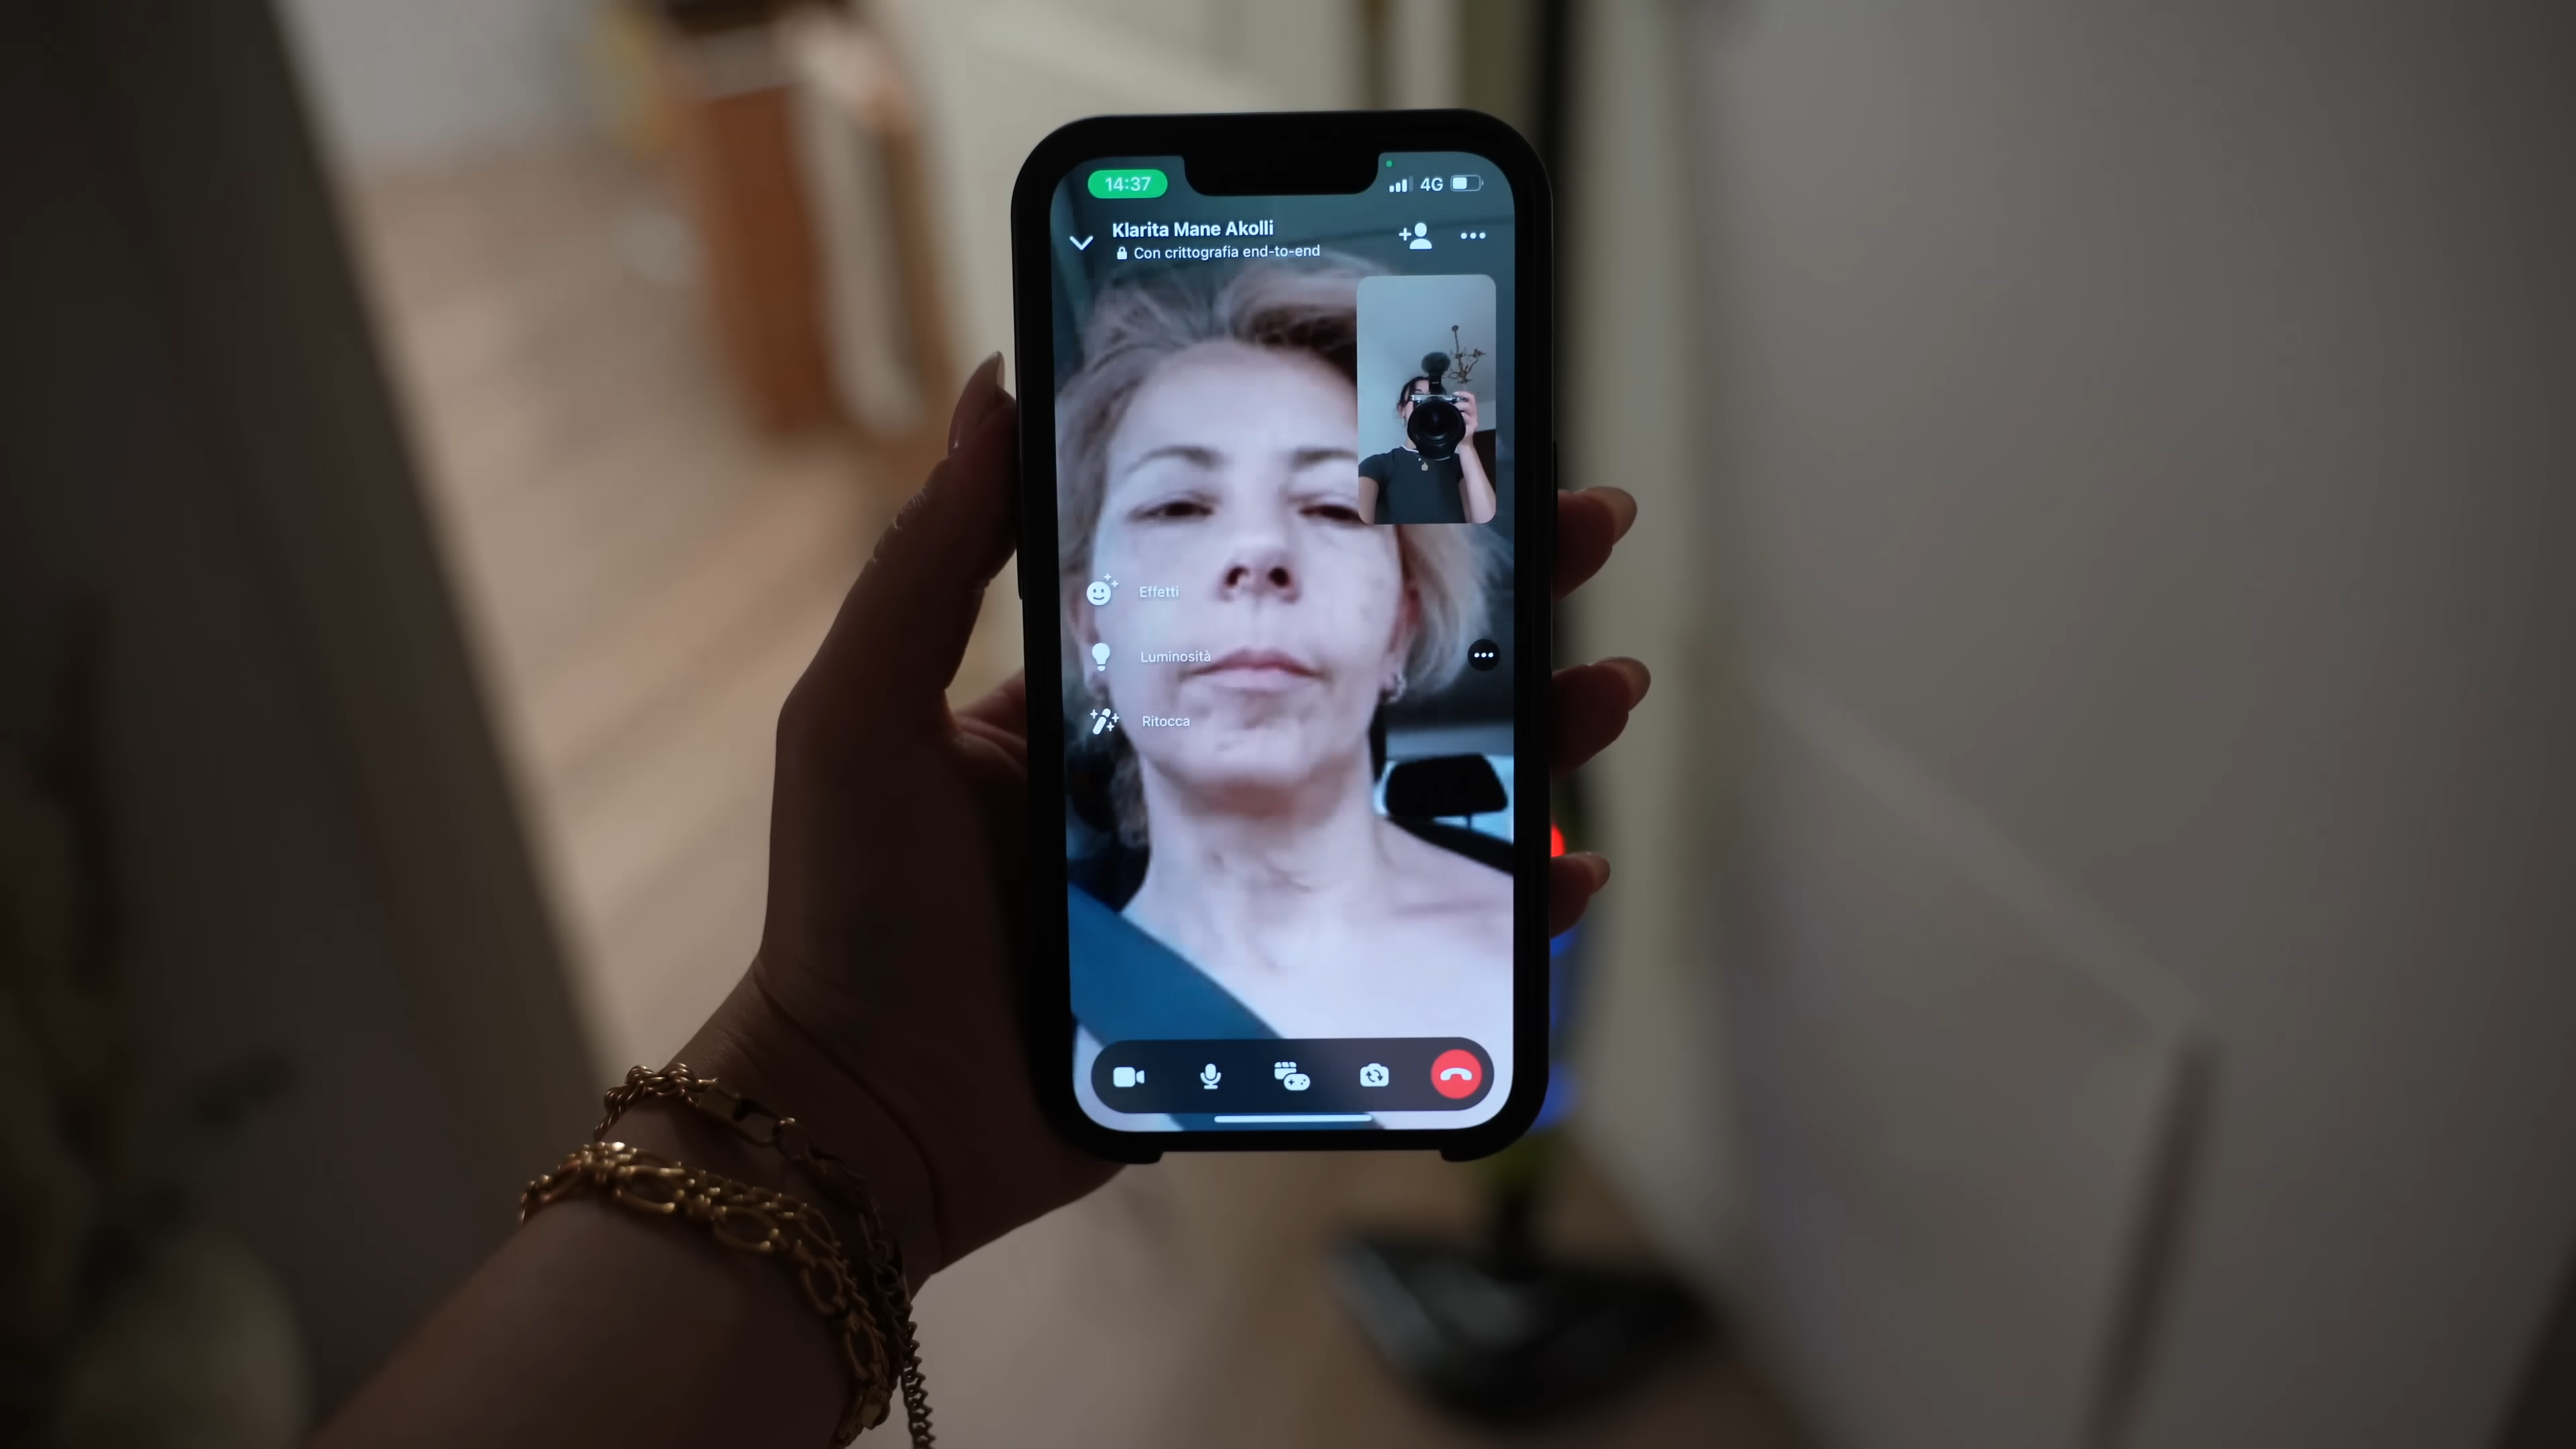 14:37
4G
Klarita Mane Akolli
Con crittografia end-to-end
Effetti
Luminosità
Ritocca